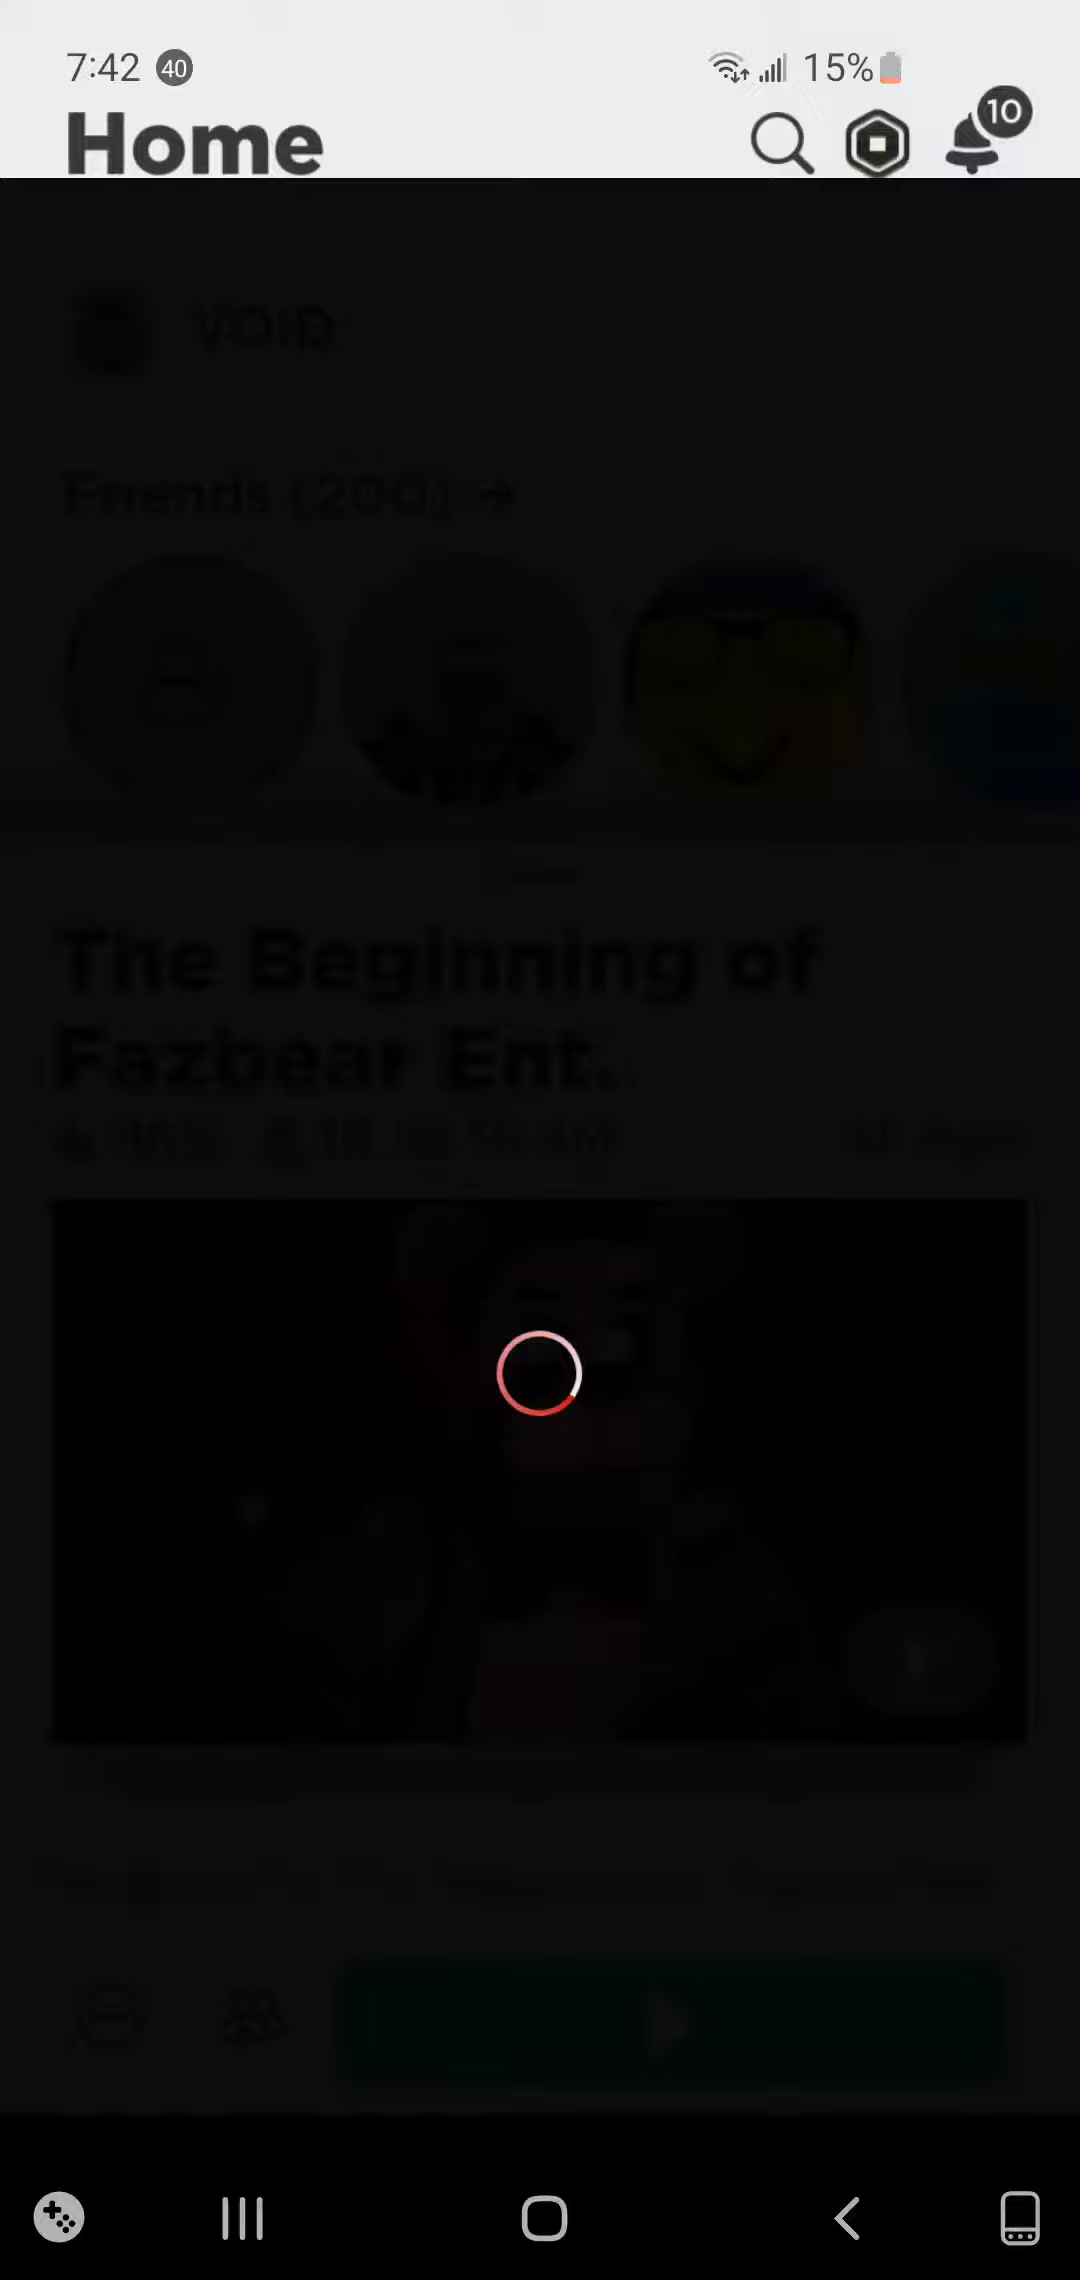 7:42 40 15%
Home 10
VOID
Friends (200) →
The Beginning of
Fazbear Ent.